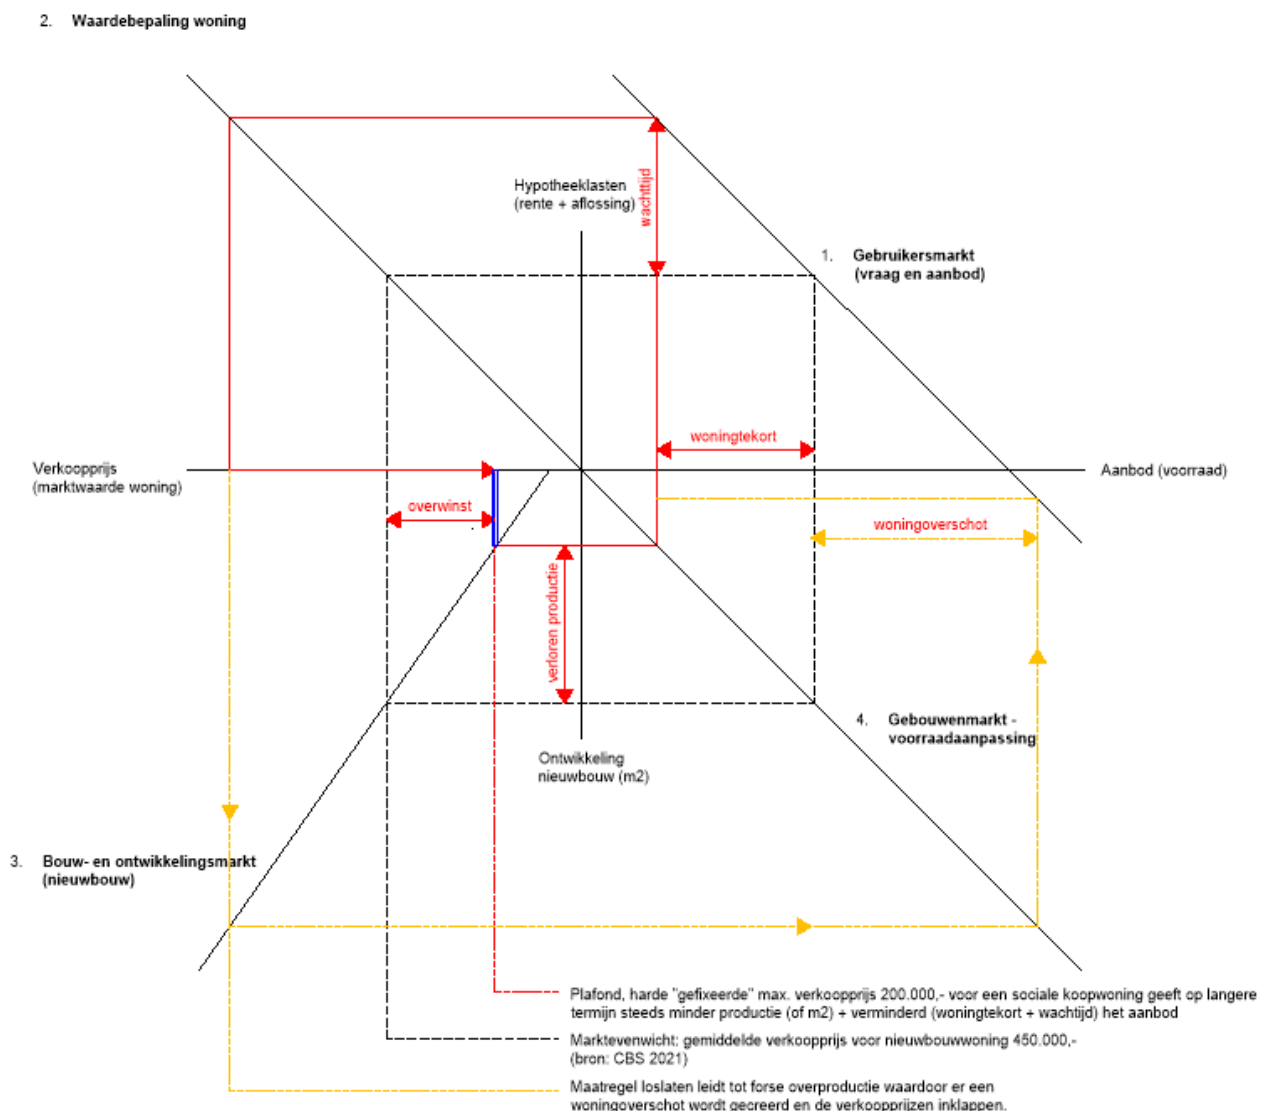 2. Waardebepaling woning
Hypotheeklasten
(rente + aflossing)
wachttijd
1. Gebruikersmarkt
(vraag en aanbod)
woningtekort
Verkoopprijs
(marktwaarde woning)
Aanbod (voorraad)
overwinst
woningoverschot
verloren productie
4. Gebouwenmarkt -
voorraadaanpassing
Ontwikkeling
nieuwbouw (m2)
3. Bouw- en ontwikkelingsmarkt
(nieuwbouw)
Plafond, harde "gefixeerde" max. verkoopprijs 200.000,- voor een sociale koopwoning geeft op langere
termijn steeds minder productie (of m2) + verminderd (woningtekort + wachtijd) het aanbod
Marktevenwicht: gemiddelde verkoopprijs voor nieuwbouwwoning 450.000,-
(bron: CBS 2021)
Maatregel loslaten leidt tot forse overproductie waardoor er een
woningoverschot wordt gecreerd en de verkoopprijzen inklappen.